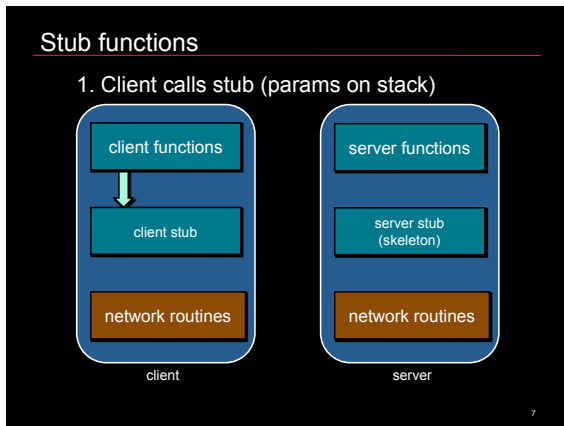 Stub functions
1. Client calls stub (params on stack)
client functions
client stub
network routines
client
server functions
server stub
(skeleton)
network routines
server
7